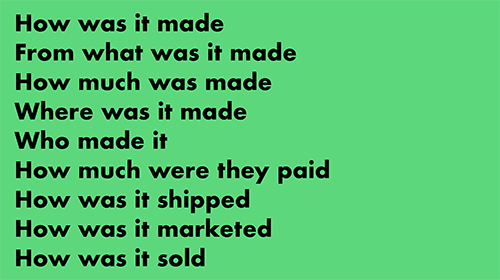 How was it made
From what was it made
How much was made
Where was it made
Who made it
How much were they paid
How was it shipped
How was it marketed
How was it sold